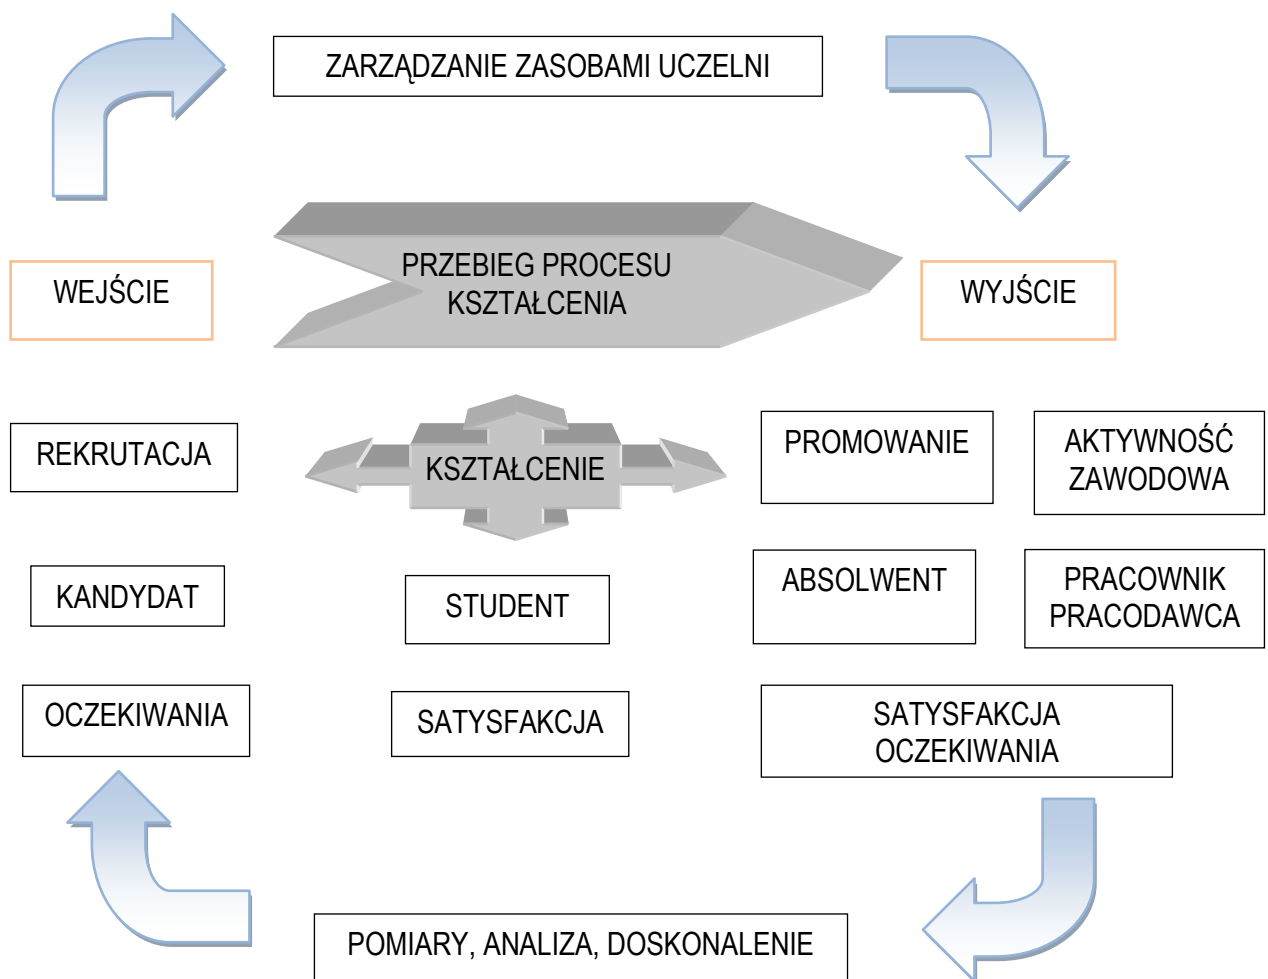 ZARZĄDZANIE ZASOBAMI UCZELNI
WEJŚCIE
PRZEBIEG PROCESU
KSZTAŁCENIA
WYJŚCIE
REKRUTACJA
KSZTAŁCENIE
PROMOWANIE
AKTYWNOŚĆ
ZAWODOWA
KANDYDAT
STUDENT
ABSOLWENT
PRACOWNIK
PRACODAWCA
OCZEKIWANIA
SATYSFAKCJA
SATYSFAKCJA
OCZEKIWANIA
POMIARY, ANALIZA, DOSKONALENIE